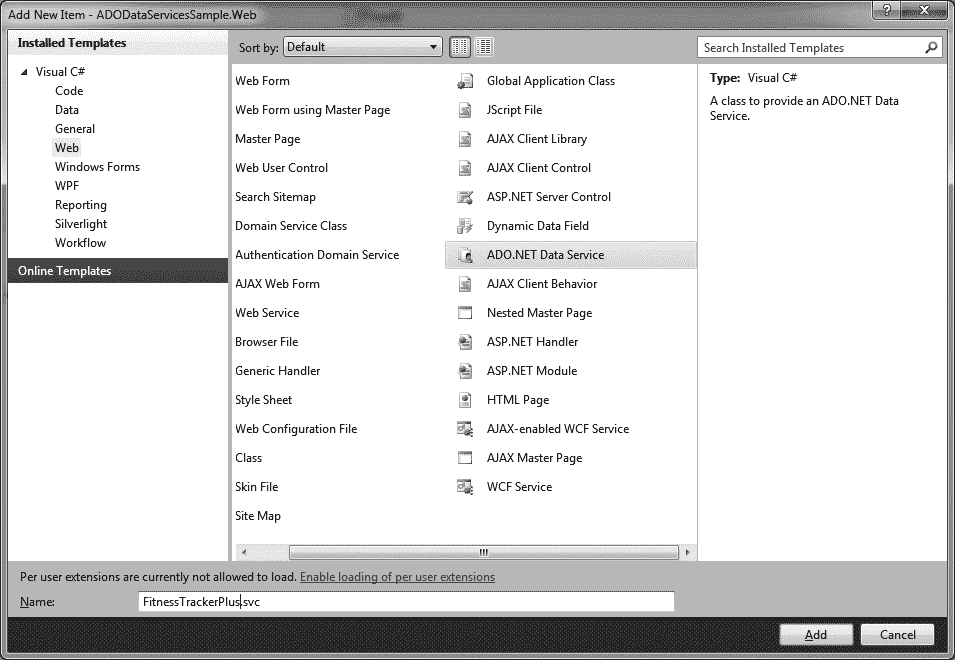 Add New Item - ADODataServicesSample.Web
Installed Templates
Visual C#
Code
Data
General
Web
Windows Forms
WPF
Reporting
Silverlight
Workflow
Online Templates
Sort by: Default
Search Installed Templates
Web Form
Web Form using Master Page
Master Page
Web User Control
Search Sitemap
Domain Service Class
Authentication Domain Service
AJAX Web Form
Web Service
Browser File
Generic Handler
Style Sheet
Web Configuration File
Class
Skin File
Site Map
Global Application Class
JScript File
AJAX Client Library
AJAX Client Control
ASP.NET Server Control
Dynamic Data Field
ADO.NET Data Service
AJAX Client Behavior
Nested Master Page
ASP.NET Handler
ASP.NET Module
HTML Page
AJAX-enabled WCF Service
AJAX Master Page
WCF Service
Type: Visual C#
A class to provide an ADO.NET Data
Service.
Per user extensions are currently not allowed to load. Enable loading of per user extensions
Name: FitnessTrackerPlus.svc
Add Cancel